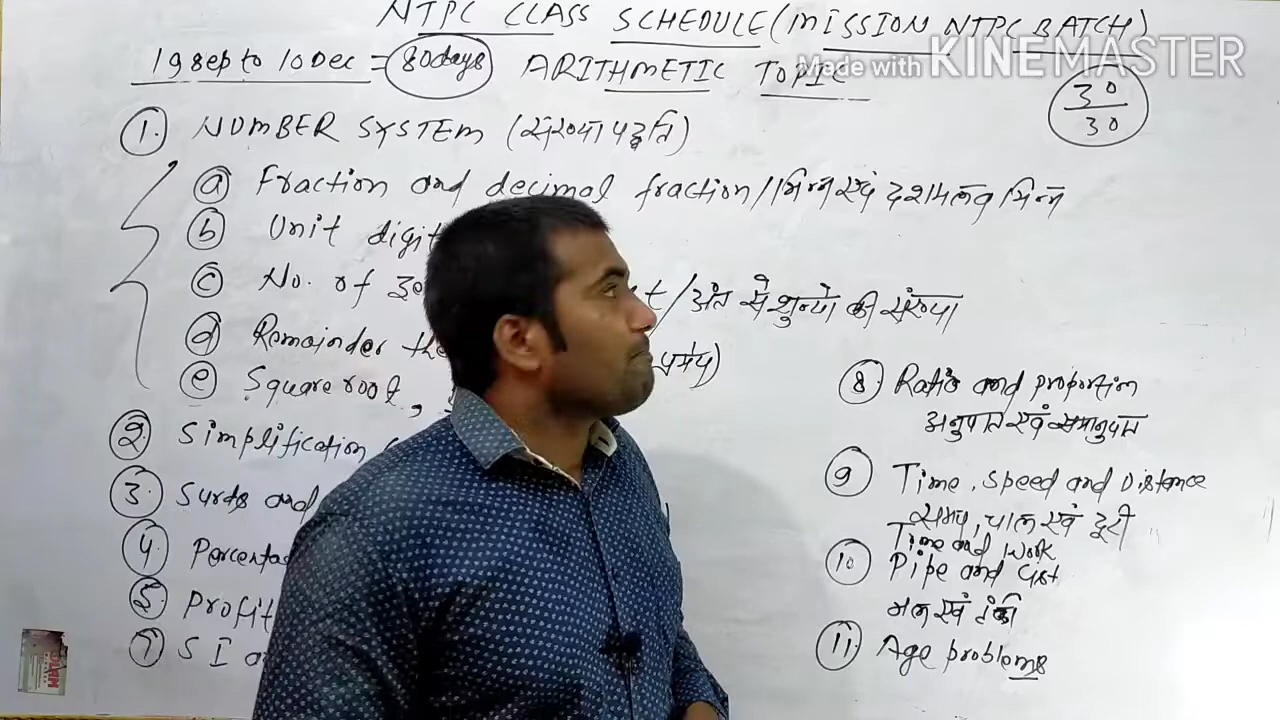 NTPC CLASS SCHEDULE (MISSION NTPC BATCH)
19 sep to 10 Dec = 80 days ARITHMETIC TOPIC
Made with KINEMASTER
30/30
1. NUMBER SYSTEM (संख्या पद्धति)
a Fraction and decimal fraction / भिन्न एवं दशमलव भिन्न
b Unit digit
c No. of / अंत से शुन्यो की संख्या
d Remainder the
e Square root,
2. Simplification
3. Surds and
4. Percentag
5. Profit
7. S I
8. Ratio and proportion
अनुपात एवं समानुपात
9 Time, speed and Distance
समय, चाल एवं दूरी
Time and Work
10. Pipe and Cist
नल एवं टंकी
11. Age problems